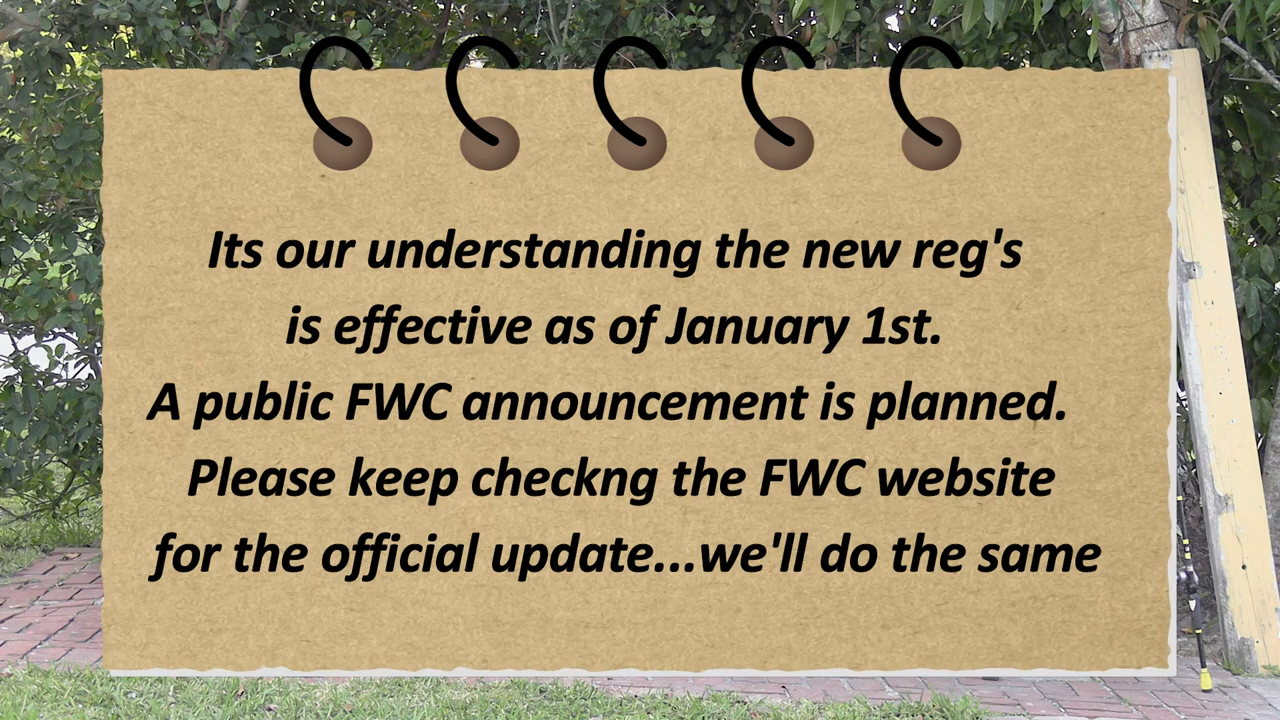 Its our understanding the new reg's
is effective as of January 1st.
A public FWC announcement is planned.
Please keep checkng the FWC website
for the official update...we'll do the same